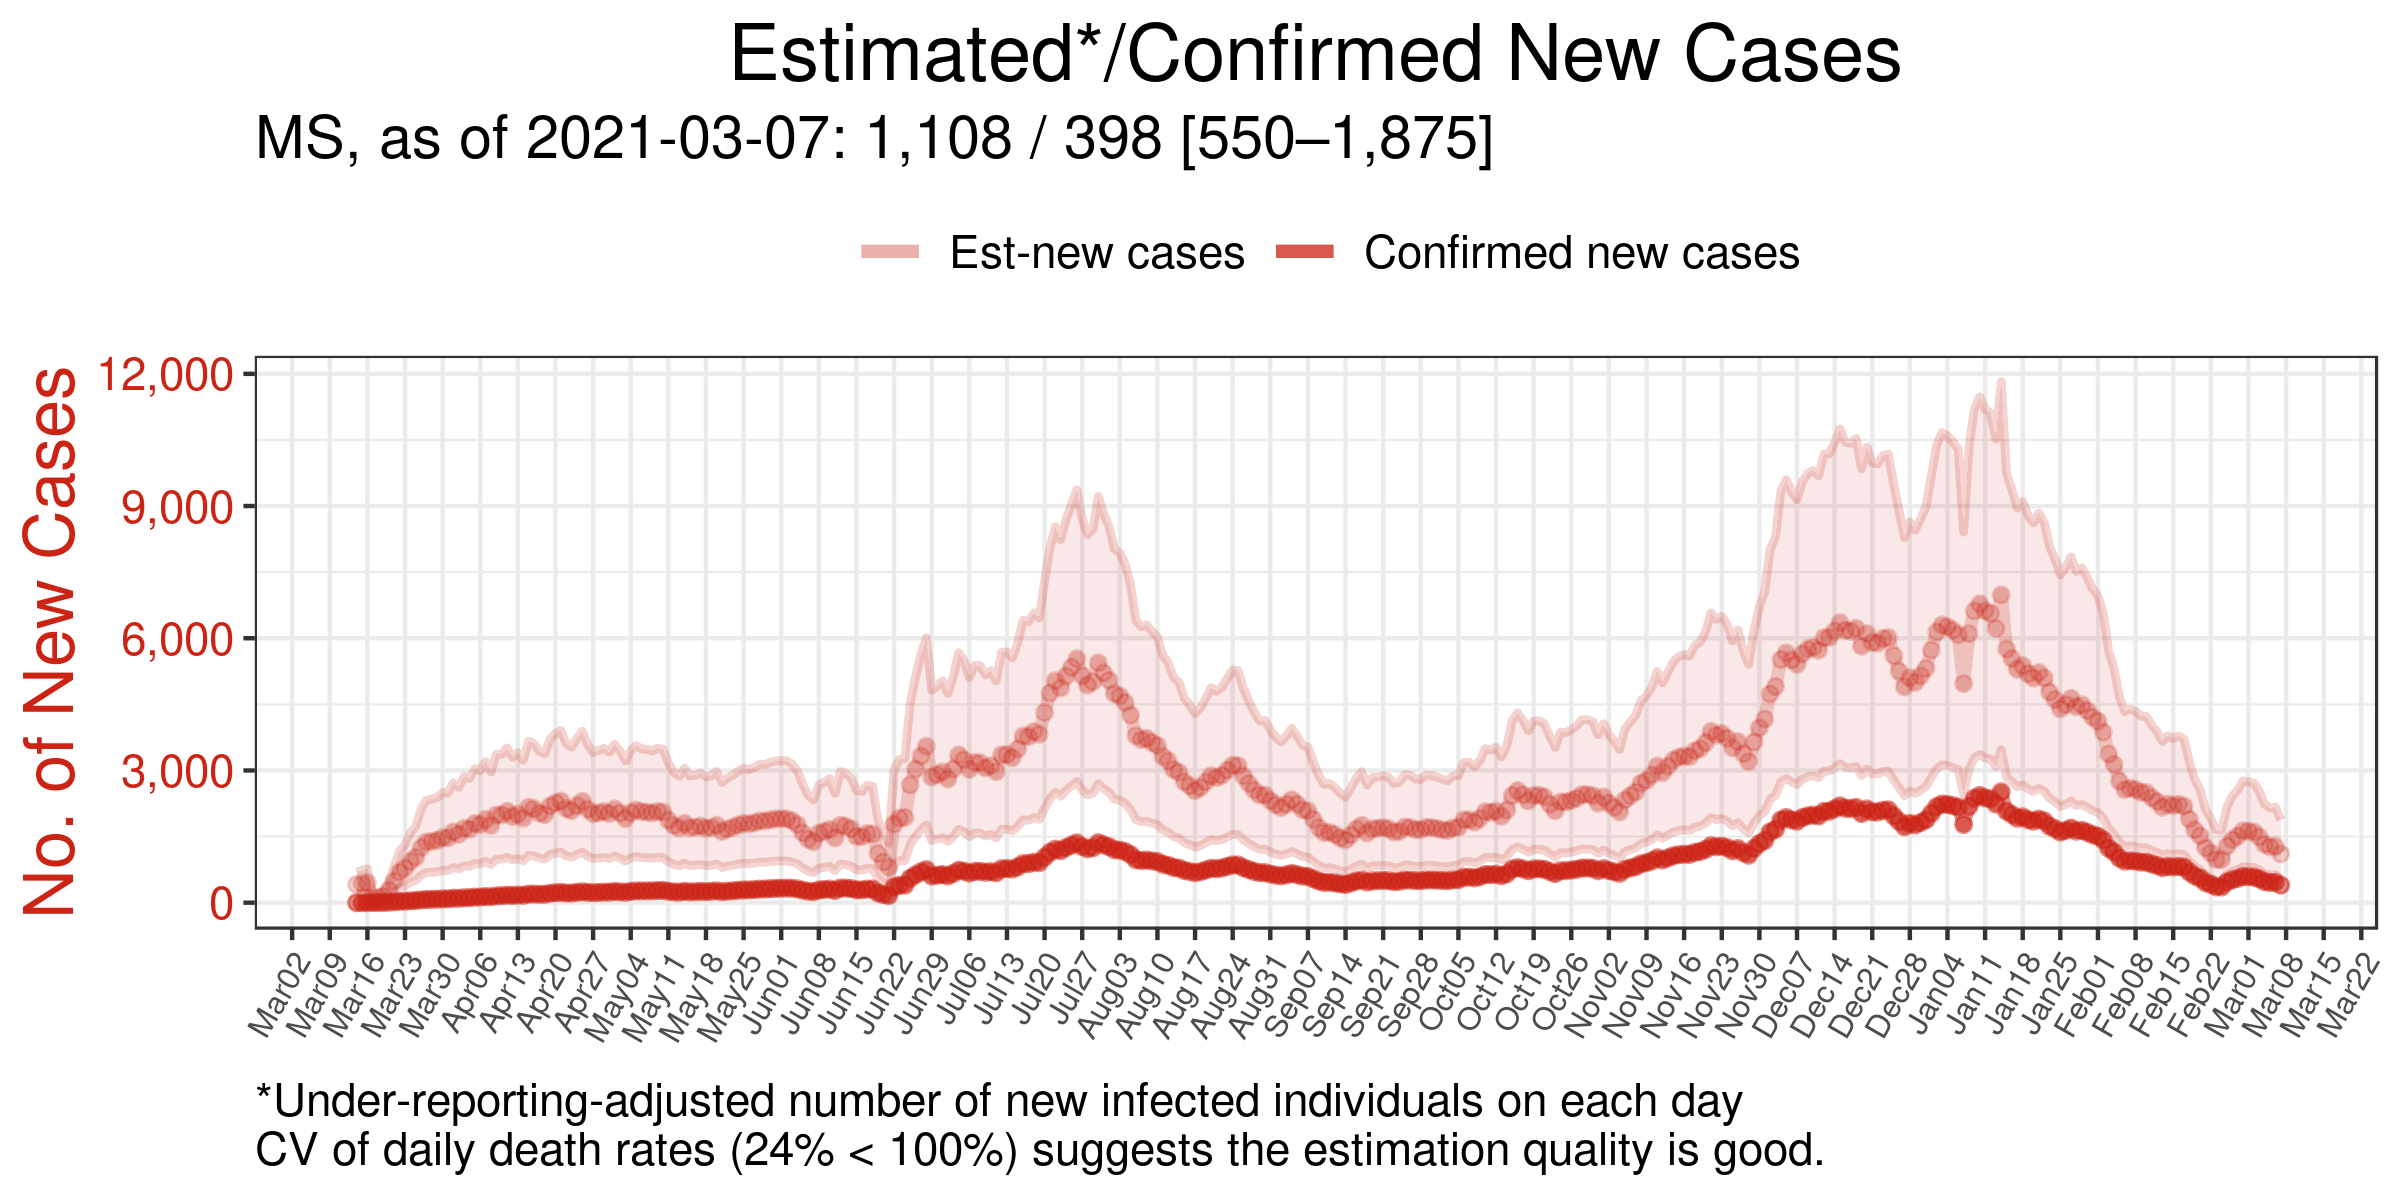 Estimated*/Confirmed New Cases
MS, as of 2021-03-07: 1,108 / 398 [550–1,875]
Est-new cases
Confirmed new cases
No. of New Cases
12,000
9,000
6,000
3,000
0
Mar02
Mar09
Mar16
Mar23
Mar30
Apr06
Apr13
Apr20
Apr27
May04
May11
May18
May25
Jun01
Jun08
Jun15
Jun22
Jun29
Jul06
Jul13
Jul20
Jul27
Aug03
Aug10
Aug17
Aug24
Aug31
Sep07
Sep14
Sep21
Sep28
Oct05
Oct12
Oct19
Oct26
Nov02
Nov09
Nov16
Nov23
Nov30
Dec07
Dec14
Dec21
Dec28
Jan04
Jan11
Jan18
Jan25
Feb01
Feb08
Feb15
Feb22
Mar01
Mar08
Mar15
Mar22
*Under-reporting-adjusted number of new infected individuals on each day
CV of daily death rates (24% < 100%) suggests the estimation quality is good.